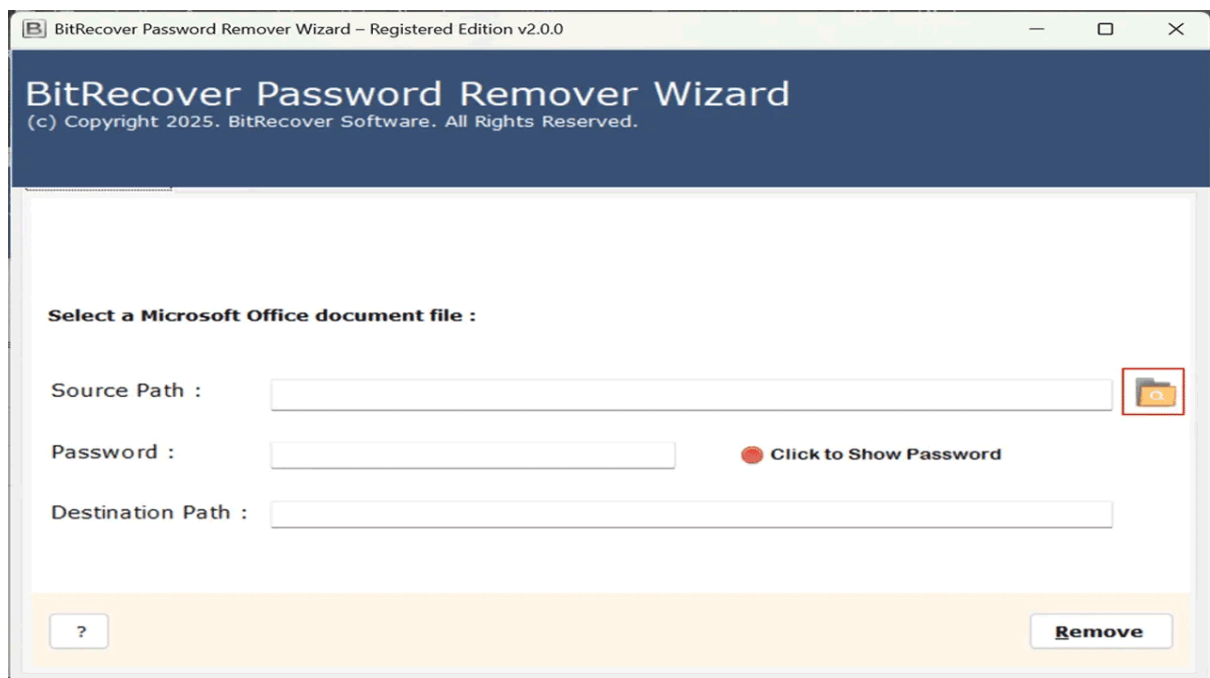 BitRecover Password Remover Wizard – Registered Edition v2.0.0
BitRecover Password Remover Wizard
(c) Copyright 2025. BitRecover Software. All Rights Reserved.
Select a Microsoft Office document file :
Source Path :
Password :
Click to Show Password
Destination Path :
?
Remove